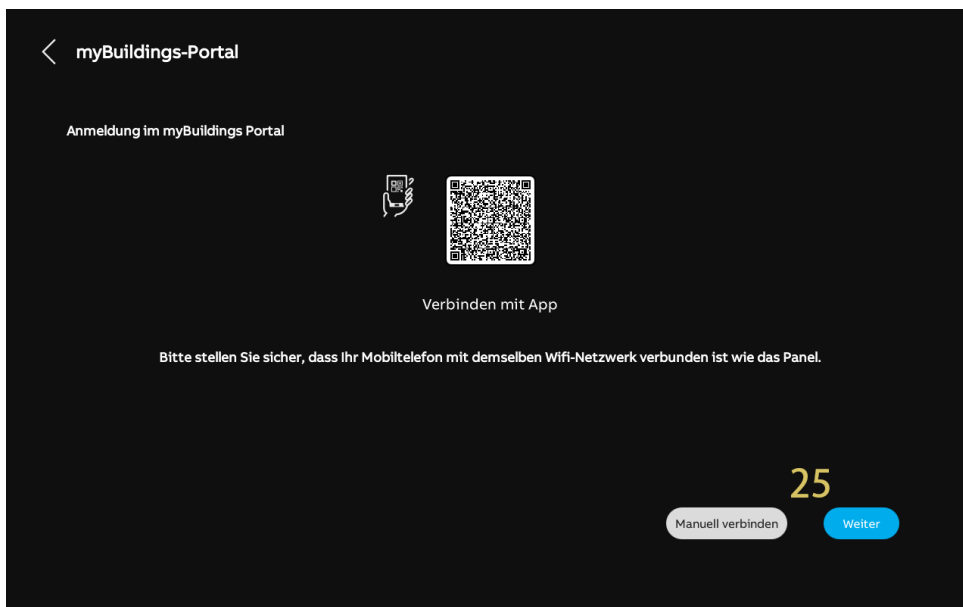 myBuildings-Portal
Anmeldung im myBuildings Portal
Verbinden mit App
Bitte stellen Sie sicher, dass Ihr Mobiltelefon mit demselben Wifi-Netzwerk verbunden ist wie das Panel.
25
Manuell verbinden Weiter